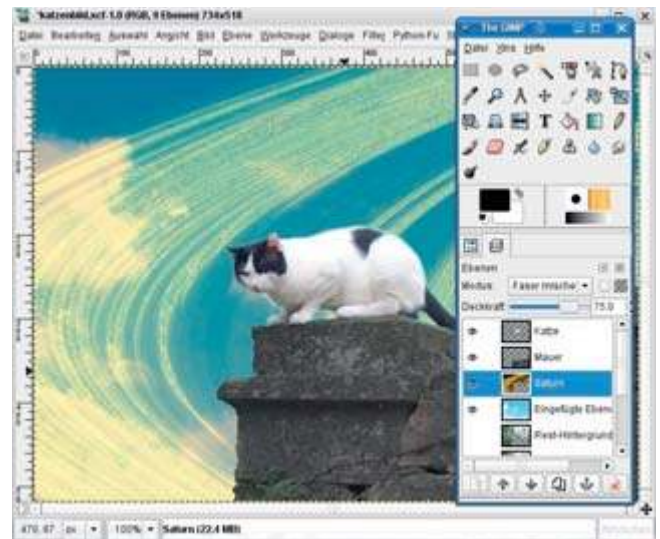 katzenbild.xcf-1.0 (RGB, 9 Ebenen) 734x518
Datei Bearbeiten Auswahl Ansicht Bild Ebene Werkzeuge Dialoge Filter Python-Fu
The GIMP
Datei Xtns Hilfe
Ebenen
Modus:
Deckkraft 75.0
Katze
Mauer
Saturn
Eingefügte Ebene
Rest-Hintergrund
px 100% Saturn (22.4 MB)